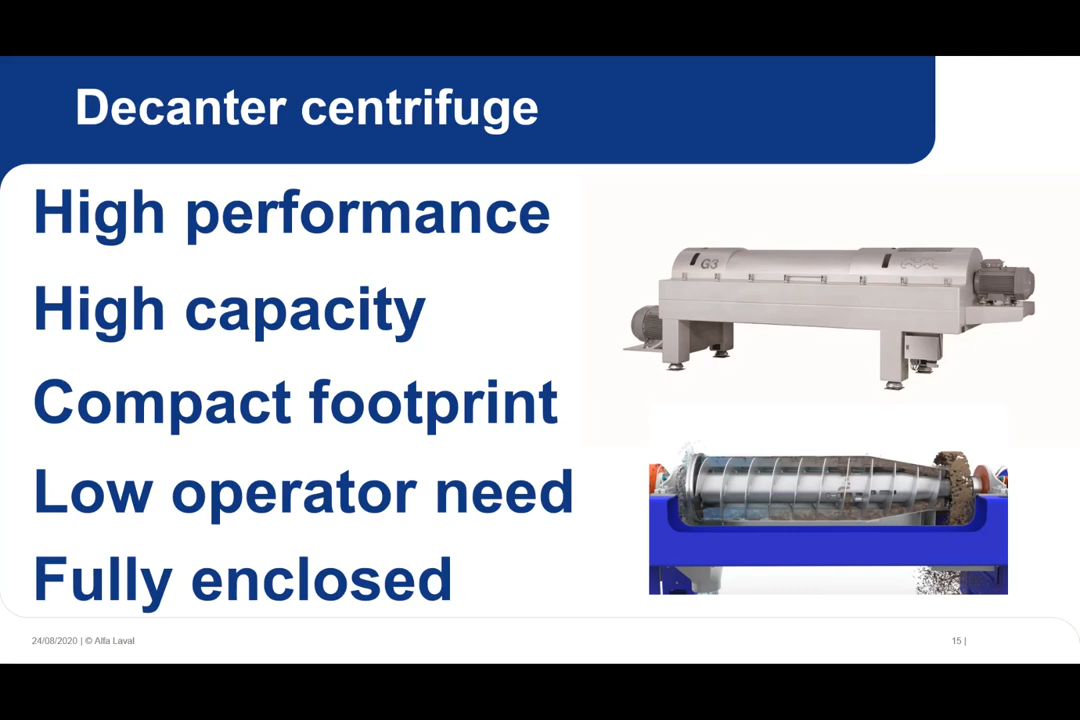 Decanter centrifuge
High performance
High capacity
Compact footprint
Low operator need
Fully enclosed
G3
24/08/2020 | © Alfa Laval
15 |